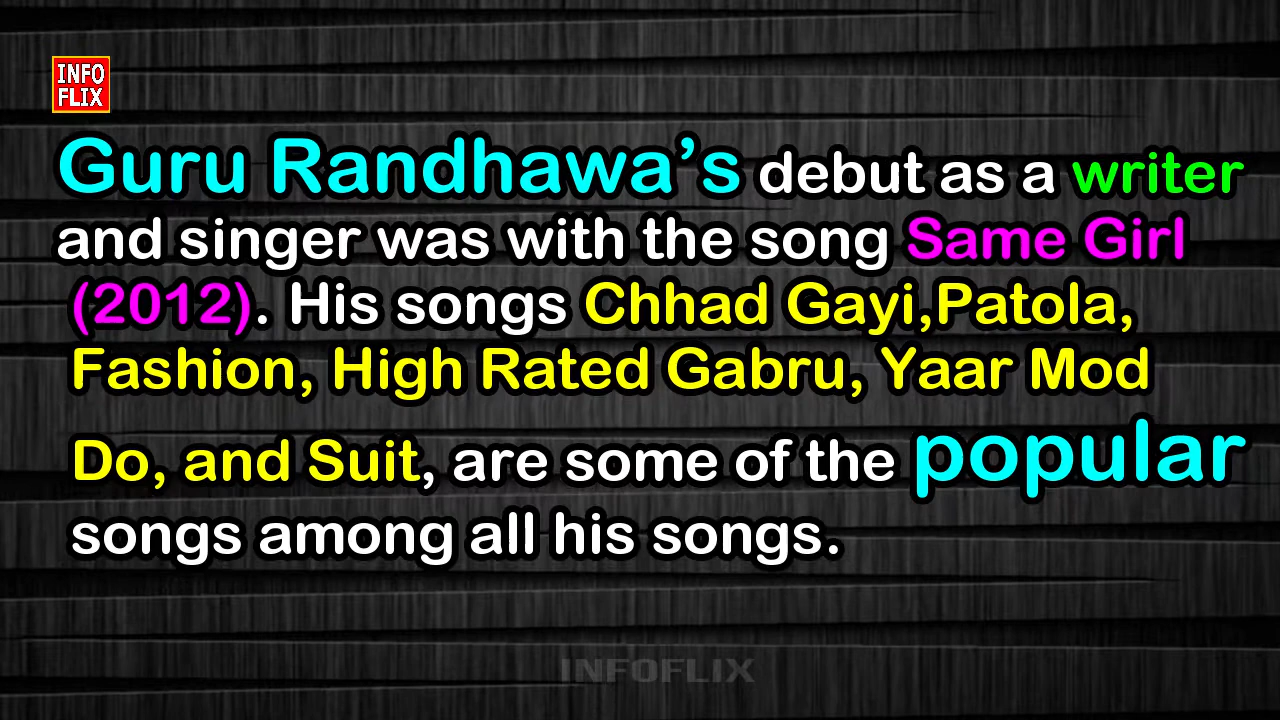 INFO
FLIX
Guru Randhawa’s debut as a writer
and singer was with the song Same Girl
(2012). His songs Chhad Gayi,Patola,
Fashion, High Rated Gabru, Yaar Mod
Do, and Suit, are some of the popular
songs among all his songs.
INFOFLIX